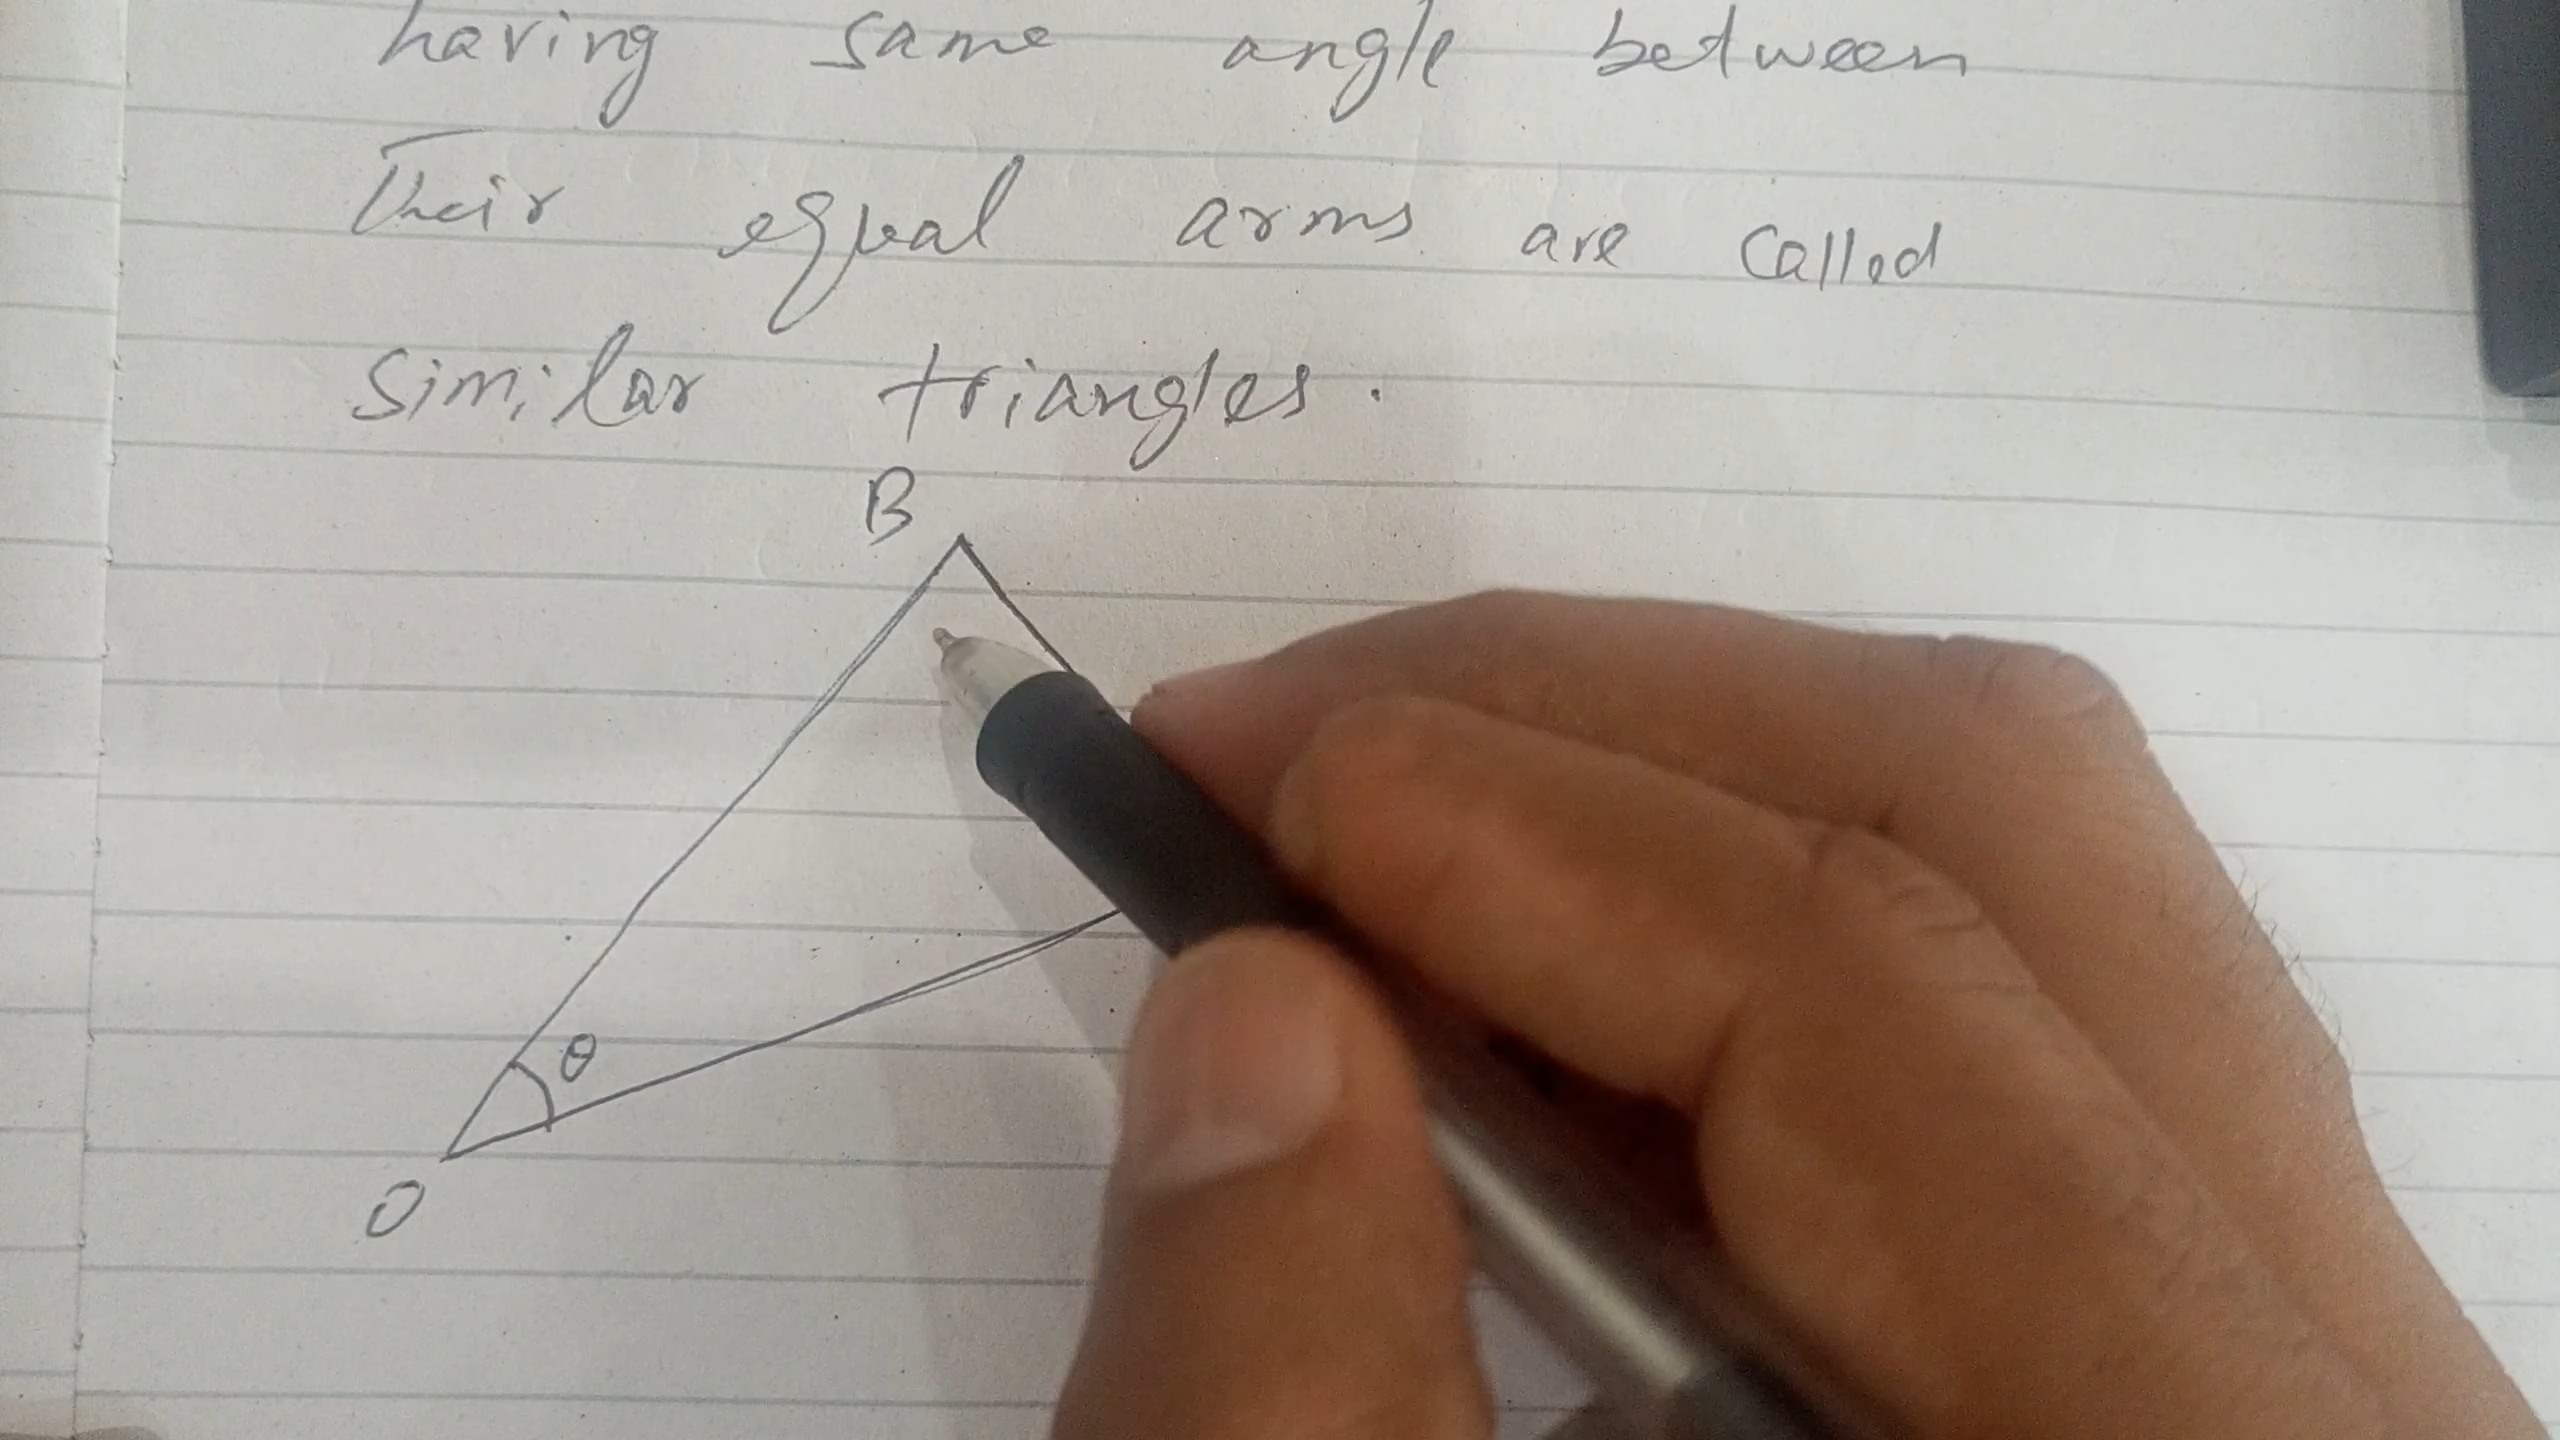 having same angle between
Their equal arms are called
Similar triangles.
B
θ
O